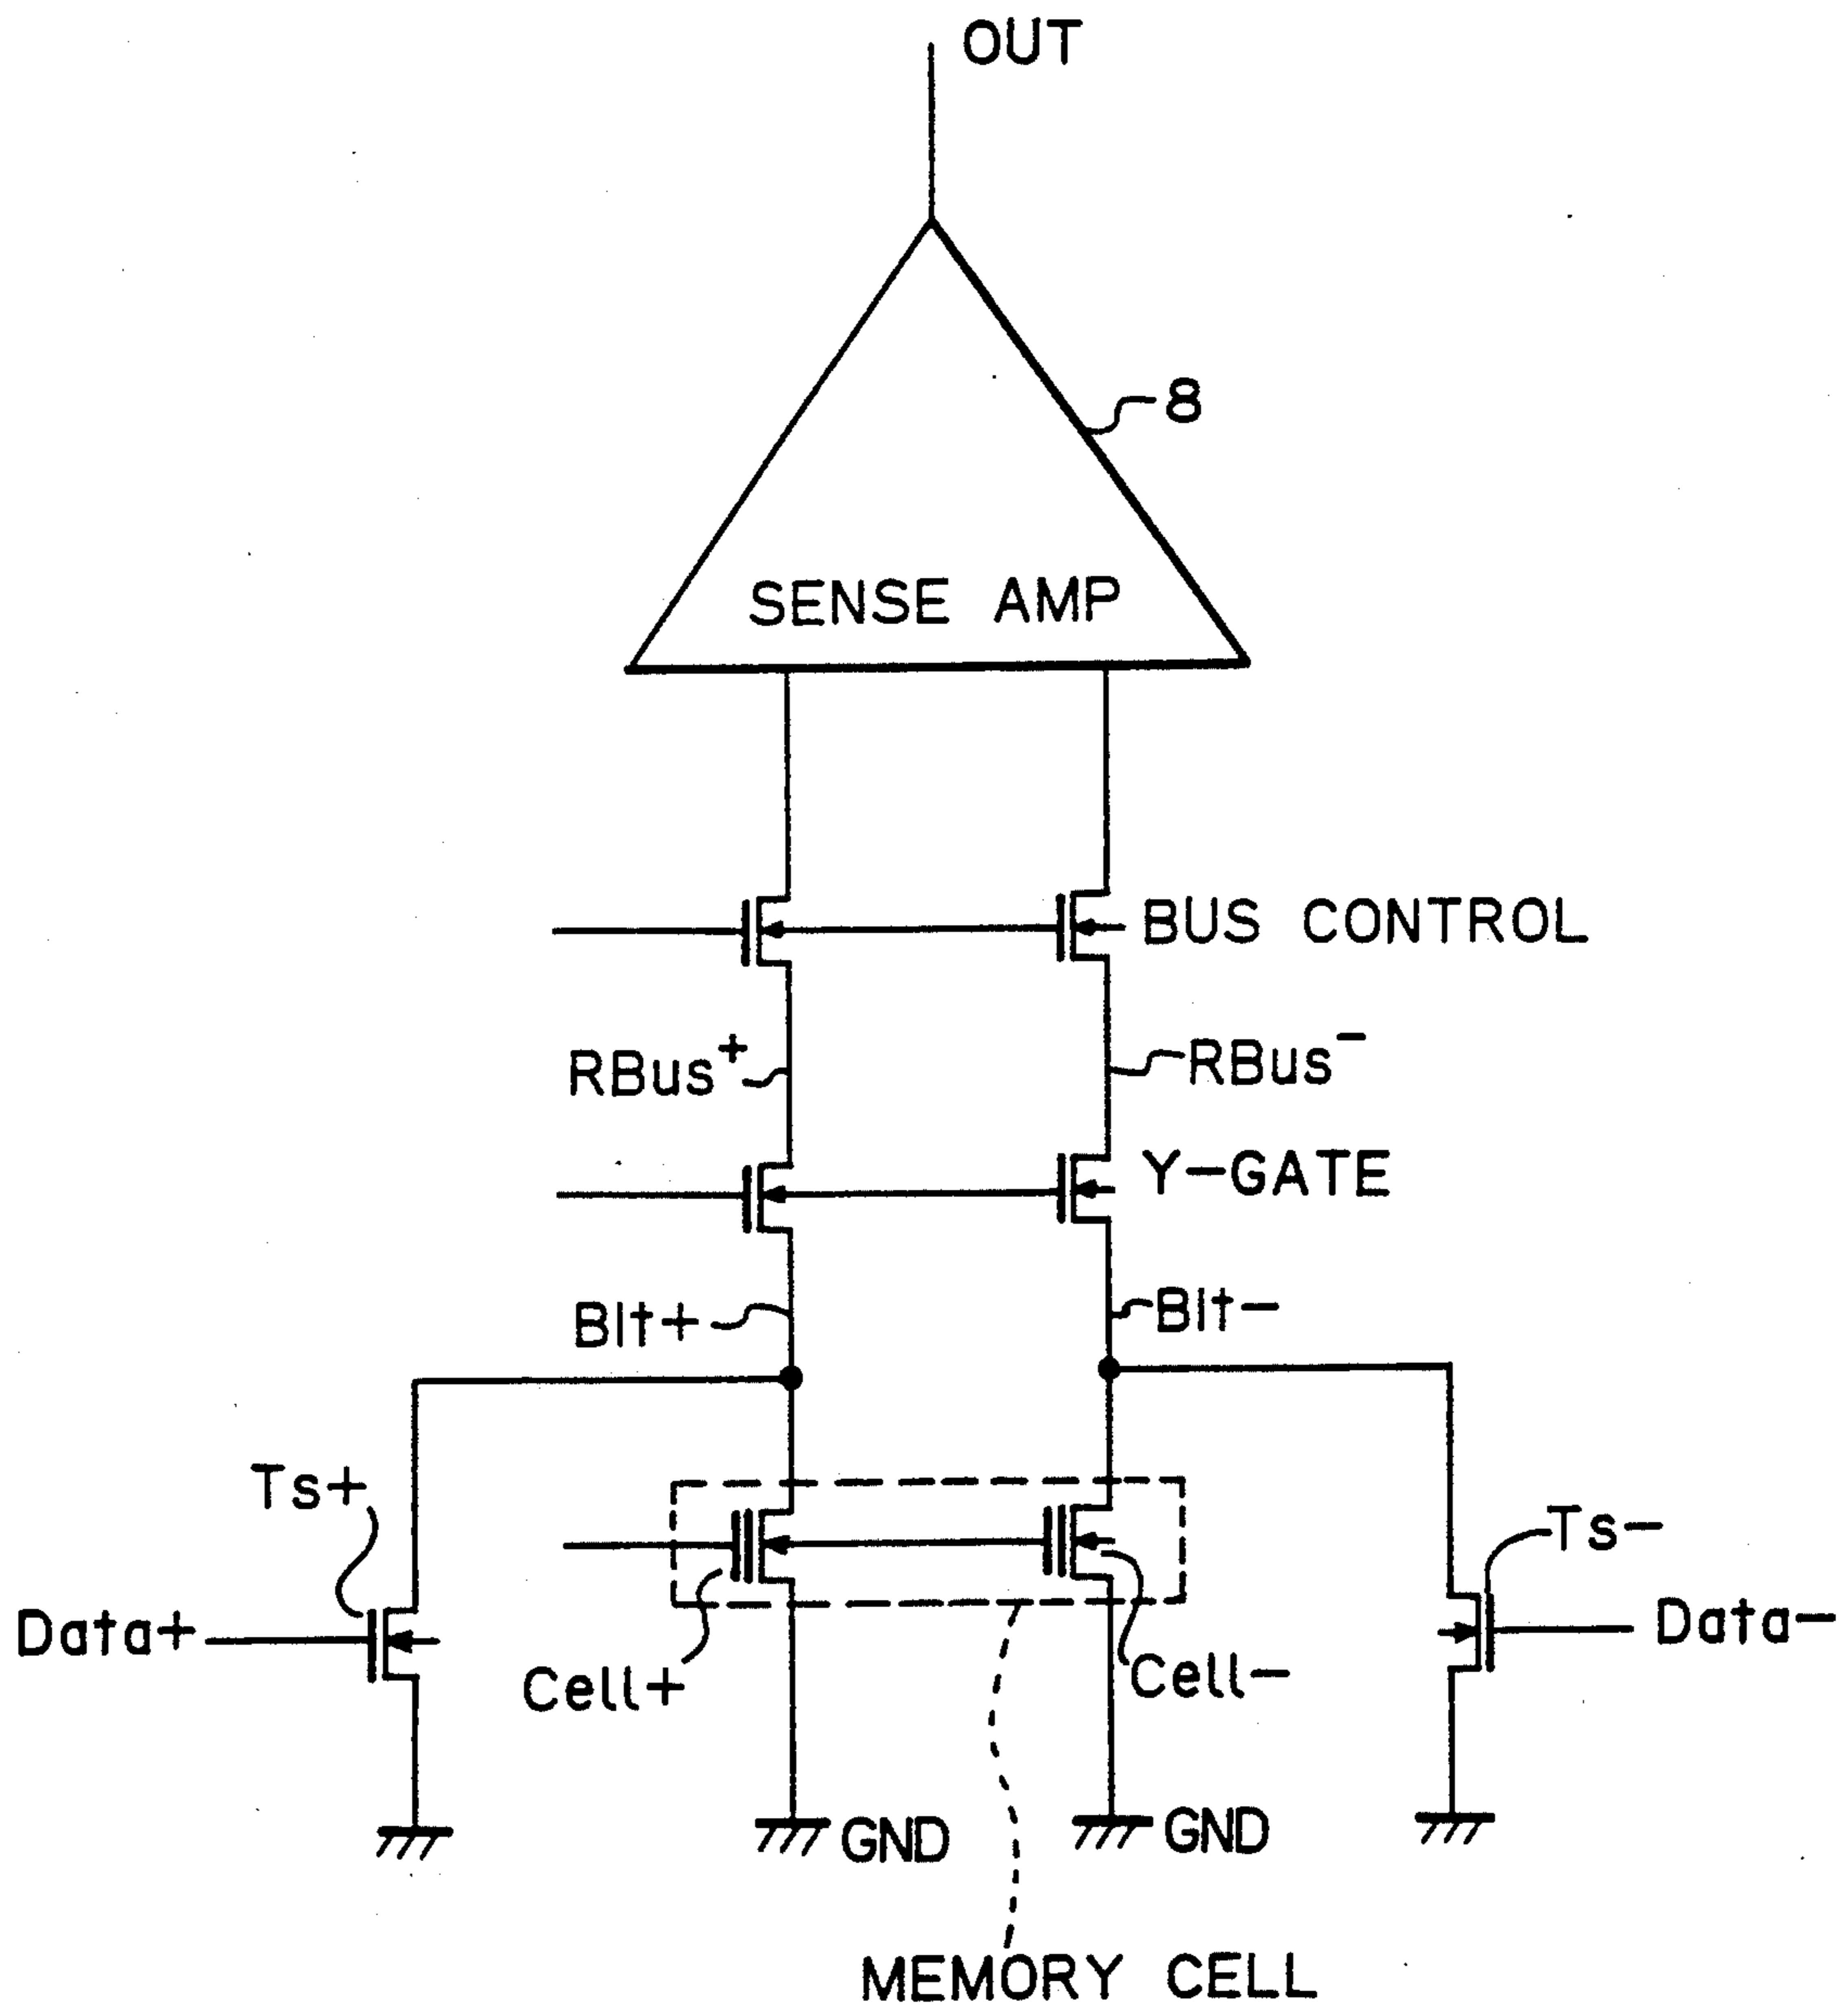 OUT
8
SENSE AMP
BUS CONTROL
RBus+
RBus-
Y-GATE
Bit+
Bit-
Ts+
Ts-
Data+
Data-
Cell+
Cell-
GND
GND
MEMORY CELL